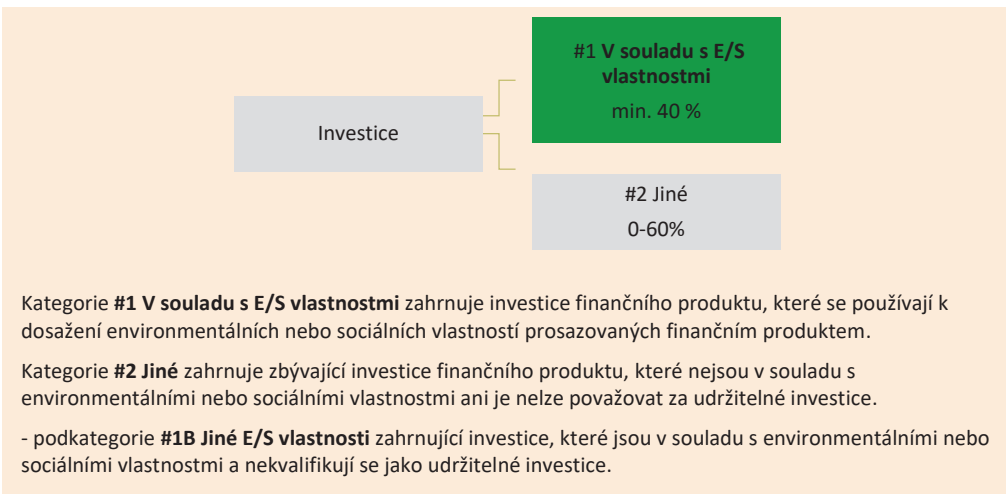 #1 V souladu s E/S
vlastnostmi
min. 40 %
Investice
#2 Jiné
0-60%
Kategorie #1 V souladu s E/S vlastnostmi zahrnuje investice finančního produktu, které se používají k
dosažení environmentálních nebo sociálních vlastností prosazovaných finančním produktem.
Kategorie #2 Jiné zahrnuje zbývající investice finančního produktu, které nejsou v souladu s
environmentálními nebo sociálními vlastnostmi ani je nelze považovat za udržitelné investice.
- podkategorie #1B Jiné E/S vlastnosti zahrnující investice, které jsou v souladu s environmentálními nebo
sociálními vlastnostmi a nekvalifikují se jako udržitelné investice.